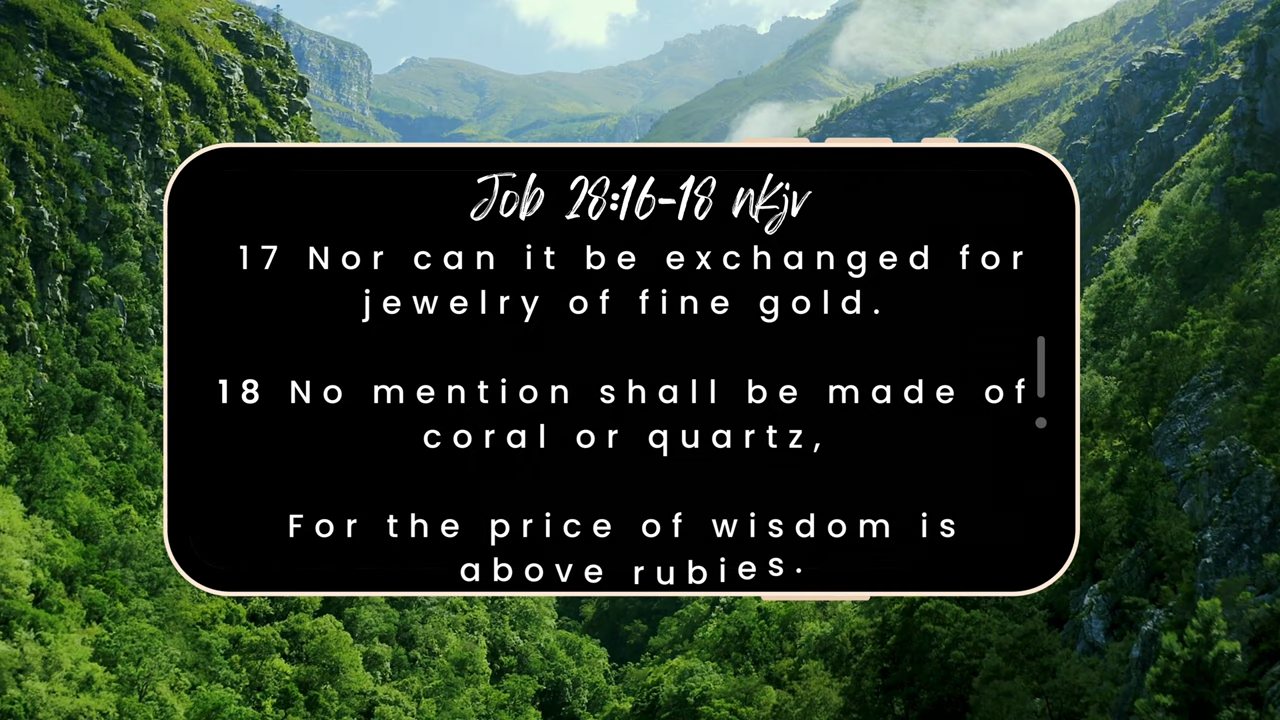 Job 28:16-18 nkjv
17 Nor can it be exchanged for
jewelry of fine gold.
18 No mention shall be made of
coral or quartz,
For the price of wisdom is
above rubies.